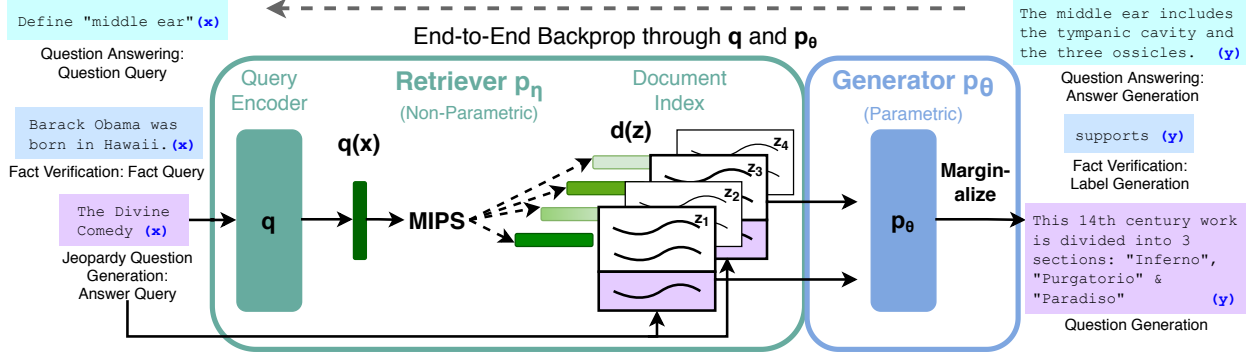 Define "middle ear"(x)
Question Answering:
Question Query
Barack Obama was
born in Hawaii.(x)
Fact Verification: Fact Query
The Divine
Comedy (x)
Jeopardy Question
Generation:
Answer Query
End-to-End Backprop through q and pθ
Query
Encoder
q
Retriever pη
(Non-Parametric)
q(x)
MIPS
Document
Index
d(z)
z4
z3
z2
z1
Generator pθ
(Parametric)
pθ
Margin-
alize
The middle ear includes
the tympanic cavity and
the three ossicles. (y)
Question Answering:
Answer Generation
supports (y)
Fact Verification:
Label Generation
This 14th century work
is divided into 3
sections: "Inferno",
"Purgatorio" &
"Paradiso" (y)
Question Generation